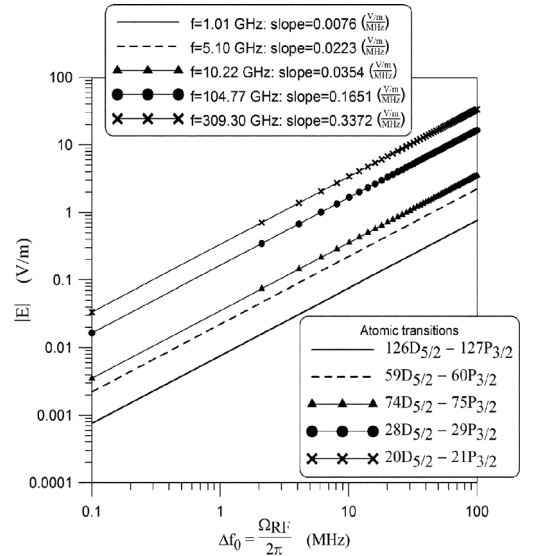 f=1.01 GHz: slope=0.0076 (V/m/MHz)
f=5.10 GHz: slope=0.0223 (V/m/MHz)
f=10.22 GHz: slope=0.0354 (V/m/MHz)
f=104.77 GHz: slope=0.1651 (V/m/MHz)
f=309.30 GHz: slope=0.3372 (V/m/MHz)
100
10
1
0.1
0.01
0.001
0.0001
|E| (V/m)
Atomic transitions
126D5/2 – 127P3/2
59D5/2 – 60P3/2
74D5/2 – 75P3/2
28D5/2 – 29P3/2
20D5/2 – 21P3/2
0.1 1 10 100
Δf0 = ΩRF/2π (MHz)